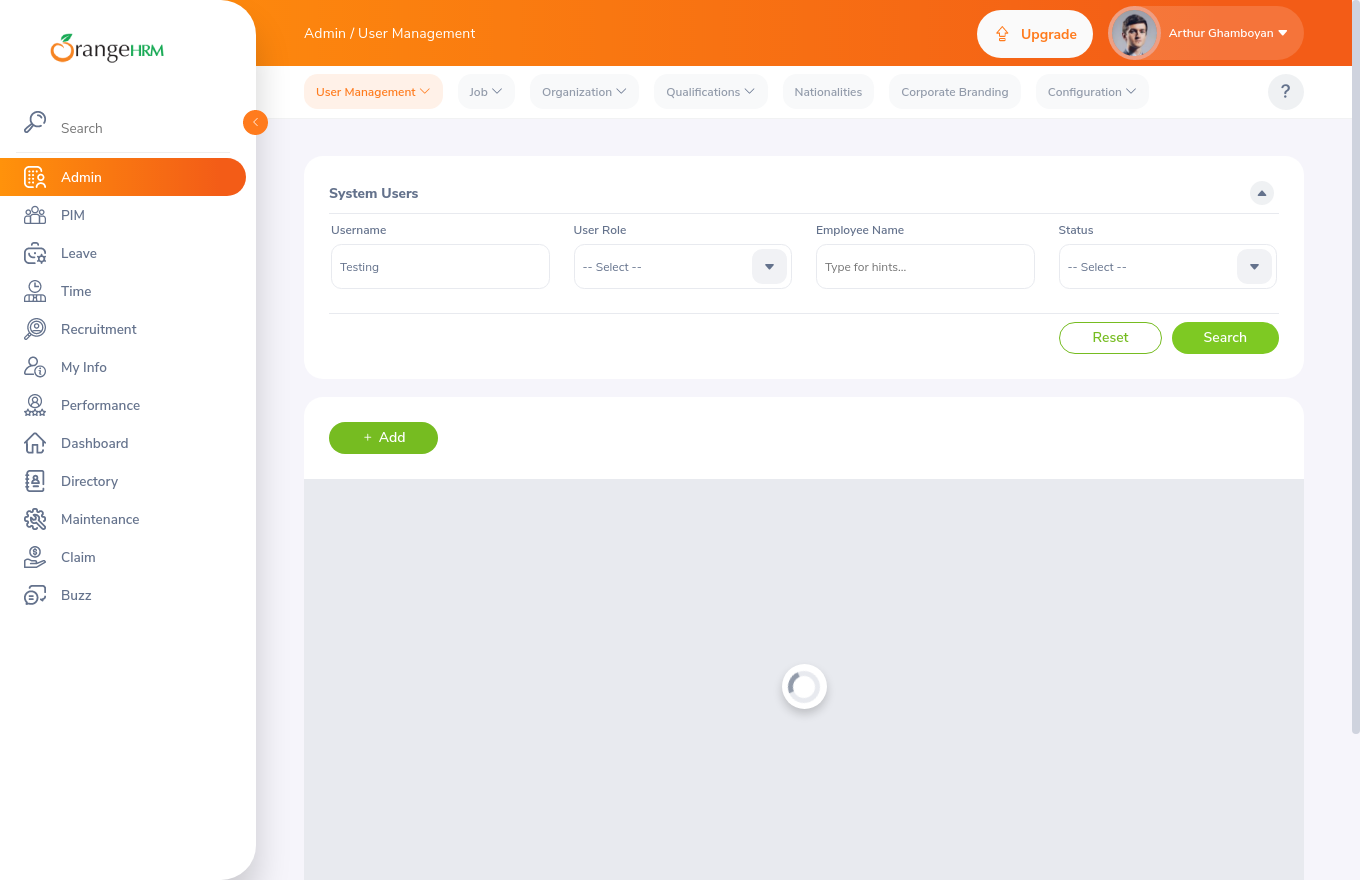 Admin / User Management
Upgrade
Arthur Ghamboyan
OrangeHRM
User Management
Job
Organization
Qualifications
Nationalities
Corporate Branding
Configuration
?
Search
Admin
PIM
Leave
Time
Recruitment
My Info
Performance
Dashboard
Directory
Maintenance
Claim
Buzz
System Users
Username
User Role
Employee Name
Status
Testing
-- Select --
Type for hints...
-- Select --
Reset
Search
+ Add